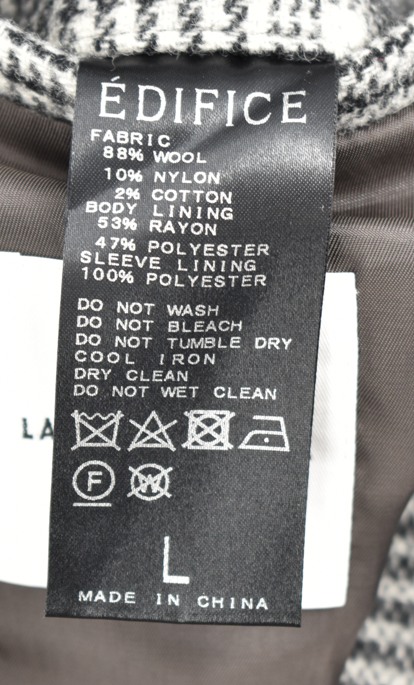 ÉDIFICE
FABRIC
88% WOOL
10% NYLON
2% COTTON
BODY LINING
53% RAYON
47% POLYESTER
SLEEVE LINING
100% POLYESTER
DO NOT WASH
DO NOT BLEACH
DO NOT TUMBLE DRY
COOL IRON
DRY CLEAN
DO NOT WET CLEAN
LA
F W
L
MADE IN CHINA